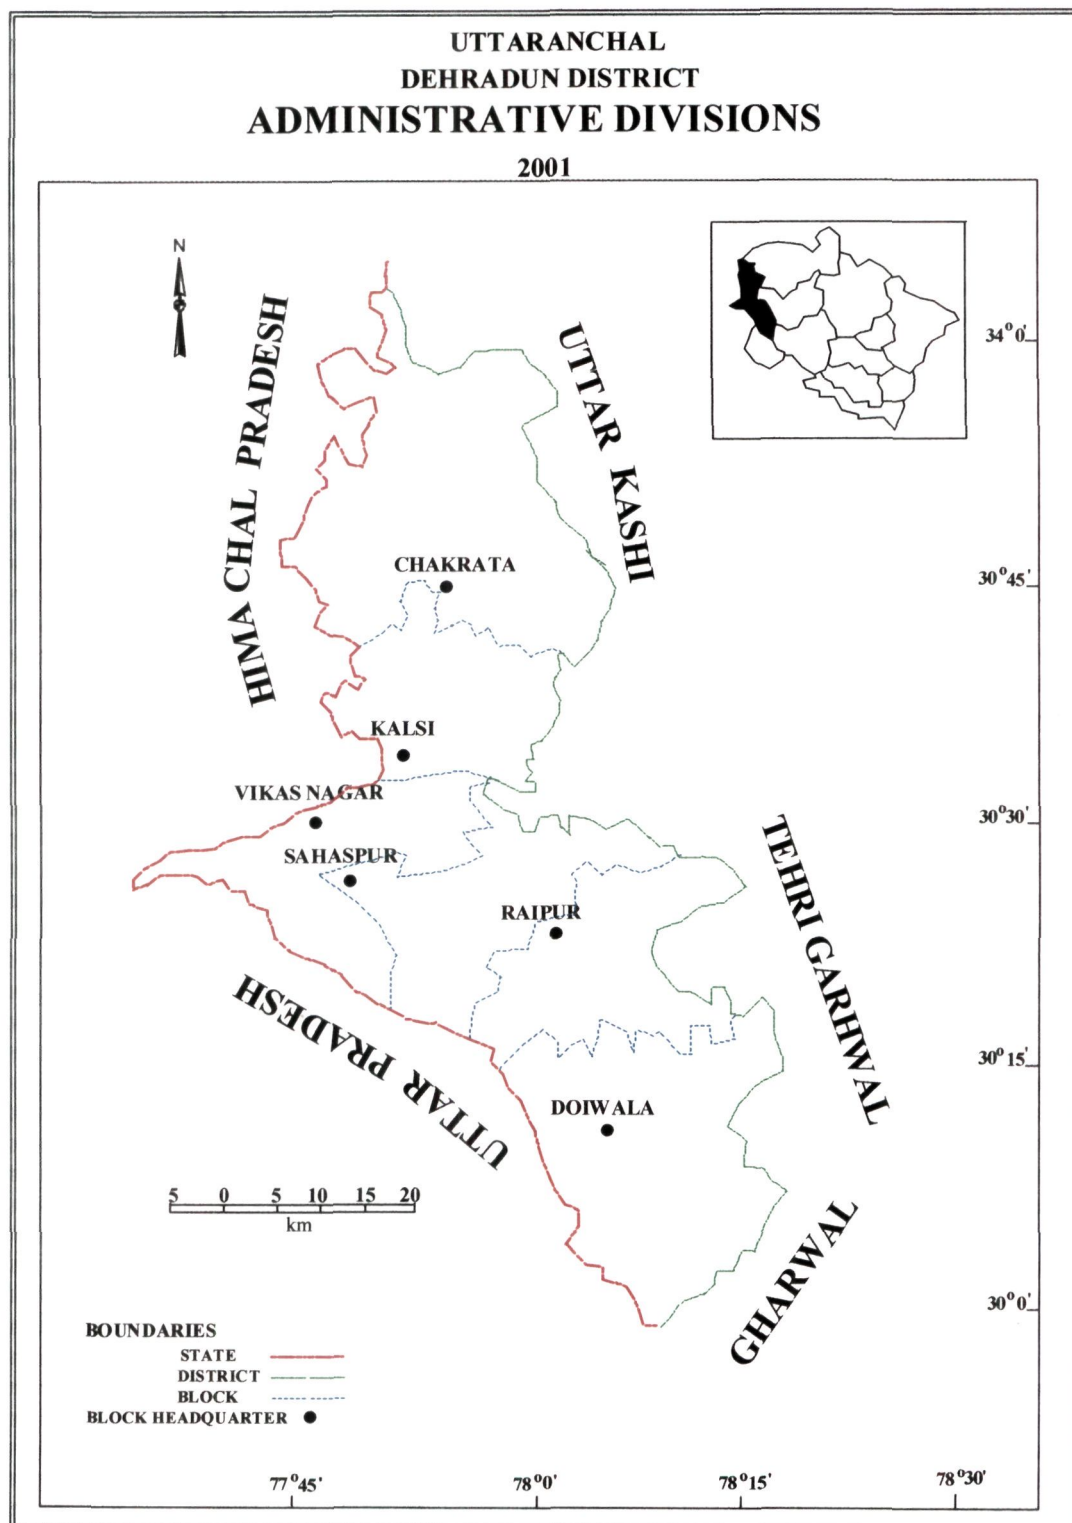 UTTARANCHAL
DEHRADUN DISTRICT
ADMINISTRATIVE DIVISIONS
2001
N
HIMA CHAL PRADESH
UTTAR KASHI
34°0'
CHAKRATA
30°45'
KALSI
VIKAS NAGAR
30°30'
SAHASPUR
RAIPUR
TEHRI GARHWAL
UTTAR PRADESH
30°15'
DOIWALA
5 0 5 10 15 20
km
GHARWAL
30°0'
BOUNDARIES
STATE
DISTRICT
BLOCK
BLOCK HEADQUARTER
77°45' 78°0' 78°15' 78°30'